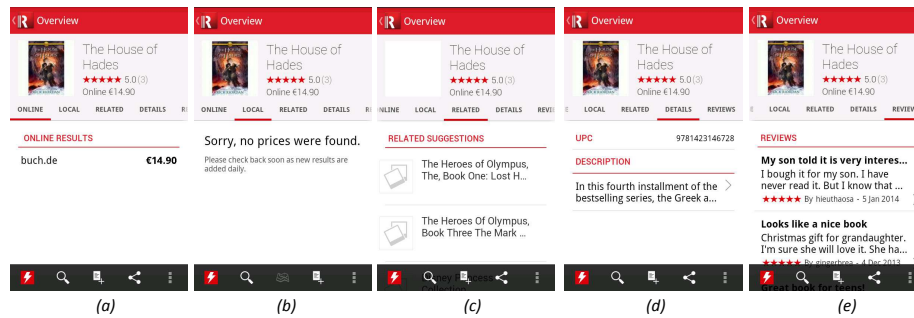 Overview
The House of
Hades
★★★★★ 5.0(3)
Online €14.90
ONLINE LOCAL RELATED DETAILS
ONLINE RESULTS
buch.de €14.90
(a)
Overview
The House of
Hades
★★★★★ 5.0(3)
Online €14.90
ONLINE LOCAL RELATED DETAILS
Sorry, no prices were found.
Please check back soon as new results are
added daily.
(b)
Overview
The House of
Hades
★★★★★ 5.0(3)
Online €14.90
NLINE LOCAL RELATED DETAILS REVI
RELATED SUGGESTIONS
The Heroes of Olympus,
The, Book One: Lost H...
The Heroes Of Olympus,
Book Three The Mark ...
Disney Princess
Collection
(c)
Overview
The House of
Hades
★★★★★ 5.0(3)
Online €14.90
E LOCAL RELATED DETAILS REVIEWS
UPC 9781423146728
DESCRIPTION
In this fourth installment of the
bestselling series, the Greek a...
(d)
Overview
The House of
Hades
★★★★★ 5.0(3)
Online €14.90
E LOCAL RELATED DETAILS REVIEW
REVIEWS
My son told it is very interes...
I bough it for my son. I have
never read it. But I know that ...
★★★★★ By hieuthaosa - 5 Jan 2014
Looks like a nice book
Christmas gift for grandaughter.
I'm sure she will love it. She ha...
★★★★★ By gingerbrea - 4 Dec 2013
Great book for teens!
(e)